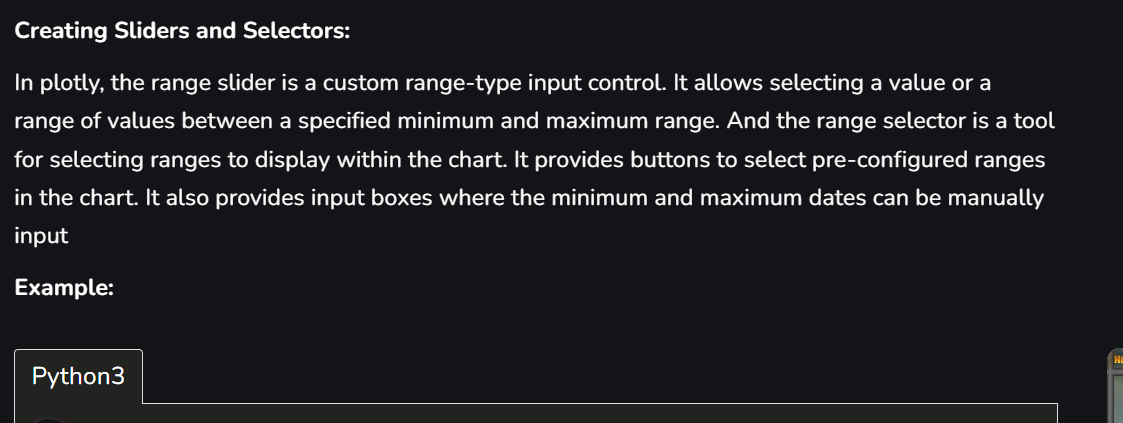 Creating Sliders and Selectors:
In plotly, the range slider is a custom range-type input control. It allows selecting a value or a
range of values between a specified minimum and maximum range. And the range selector is a tool
for selecting ranges to display within the chart. It provides buttons to select pre-configured ranges
in the chart. It also provides input boxes where the minimum and maximum dates can be manually
input
Example:
Python3